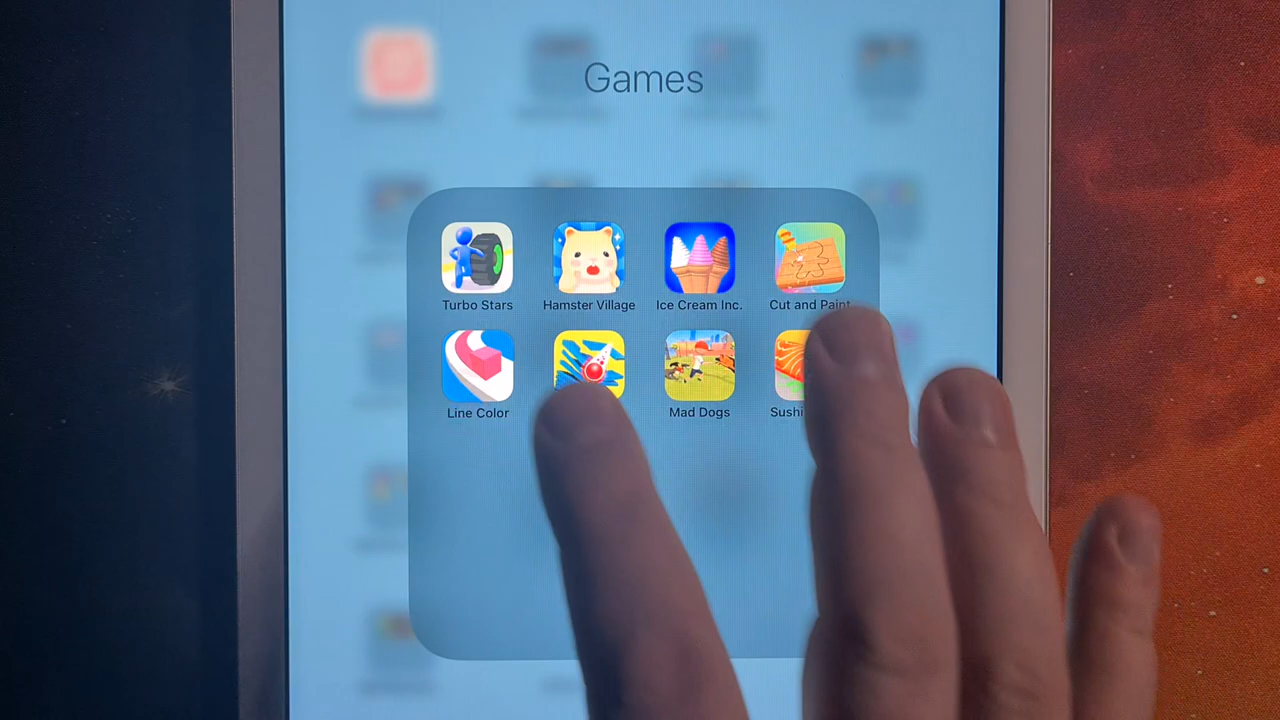 Games
Turbo Stars
Hamster Village
Ice Cream Inc.
Cut and Paint
Line Color
Mad Dogs
Sushi